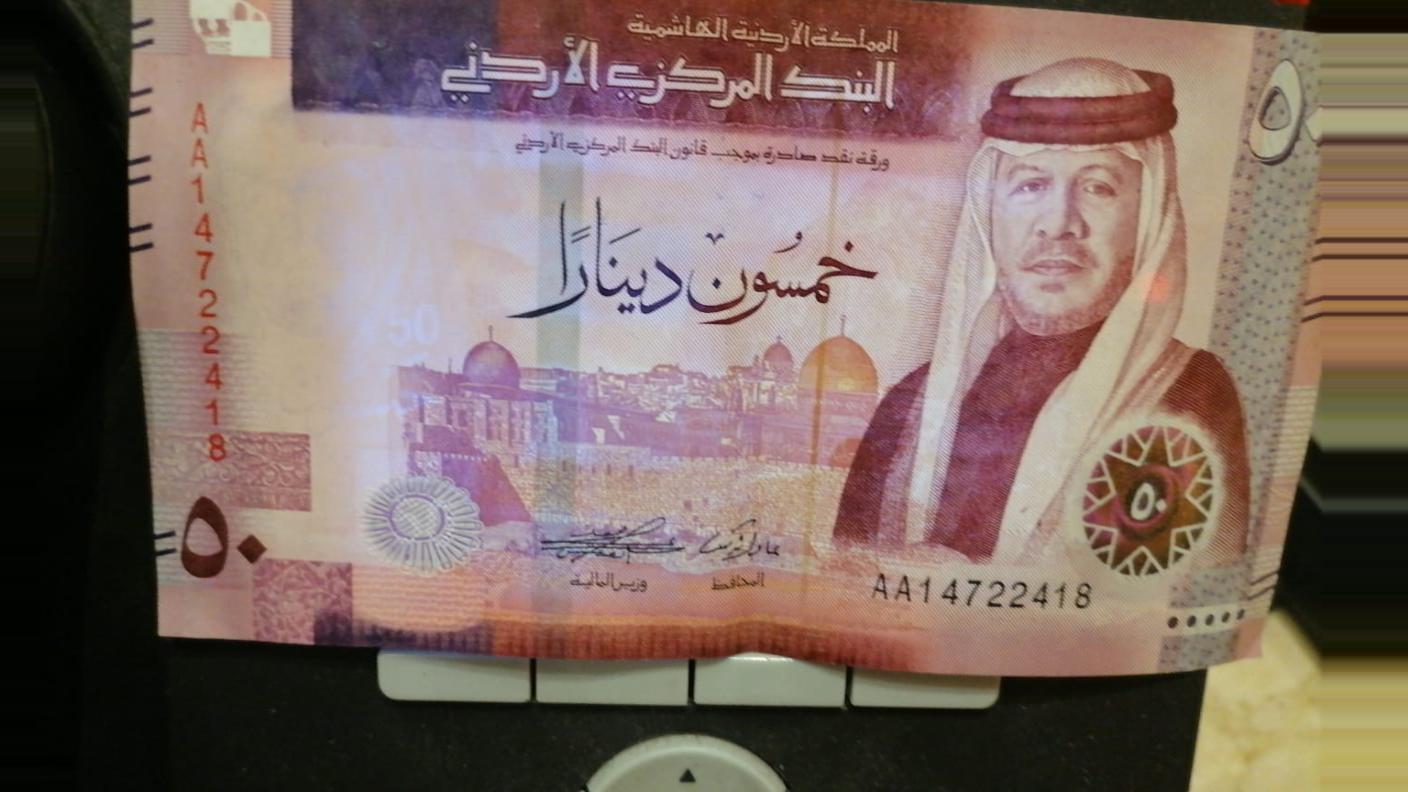 المملكة الأردنية الهاشمية
البنك المركزي الأردني
ورقة نقد صادرة بموجب قانون البنك المركزي الأردني
٥٠
خمسون دينارًا
50
AA14722418
٥٠
٥٠
المحافظ
وزير المالية
AA14722418